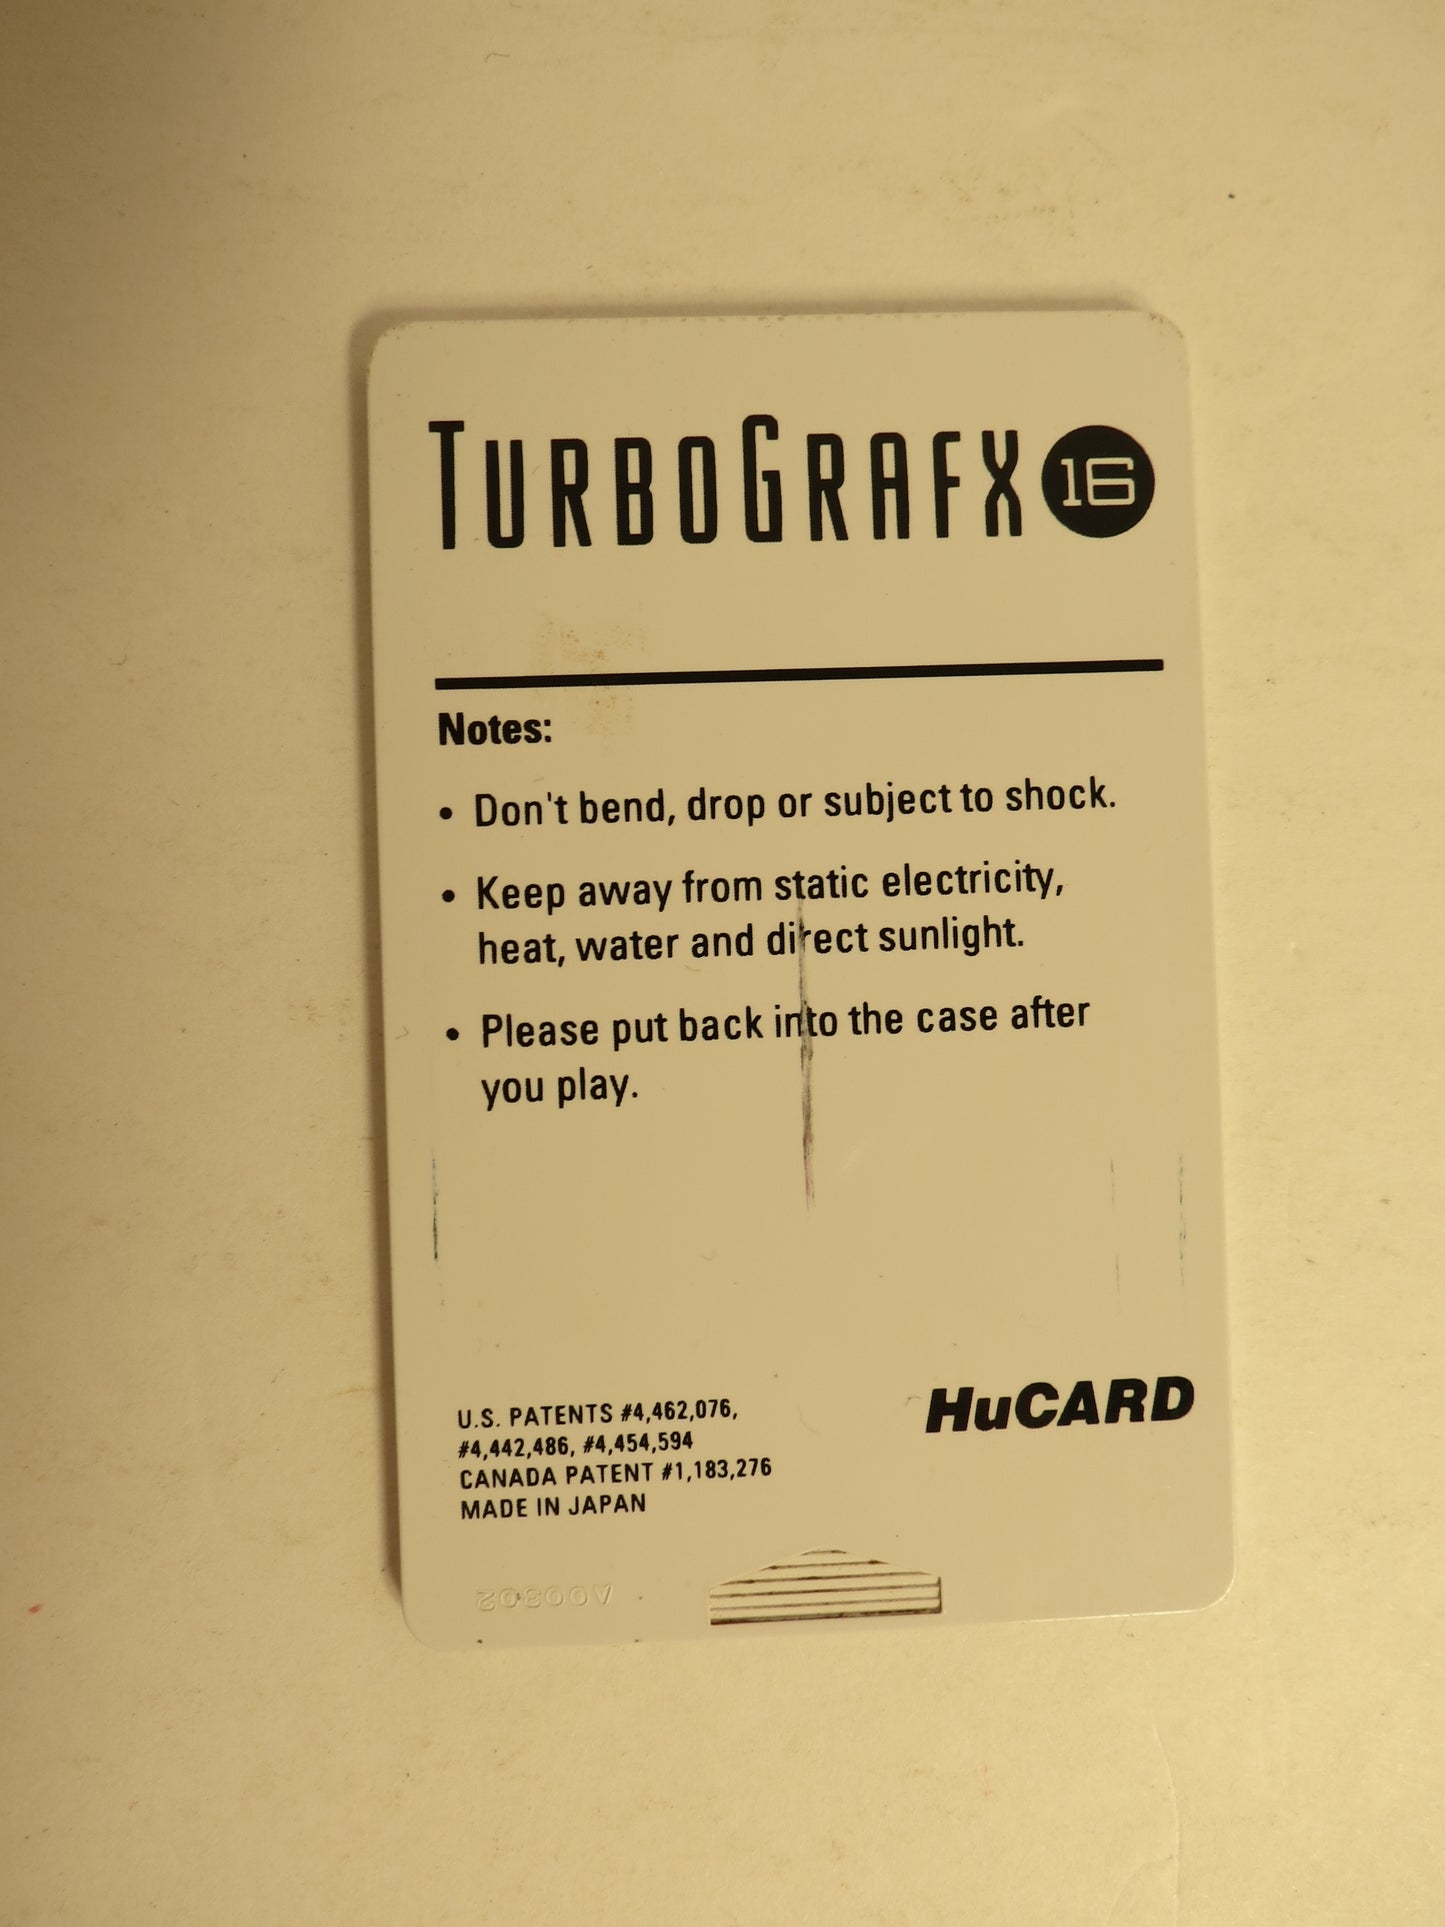 TURBOGRAFX 16
Notes:
• Don't bend, drop or subject to shock.
• Keep away from static electricity,
heat, water and direct sunlight.
• Please put back into the case after
you play.
HuCARD
U.S. PATENTS #4,462,076,
#4,442,486, #4,454,594
CANADA PATENT #1,183,276
MADE IN JAPAN